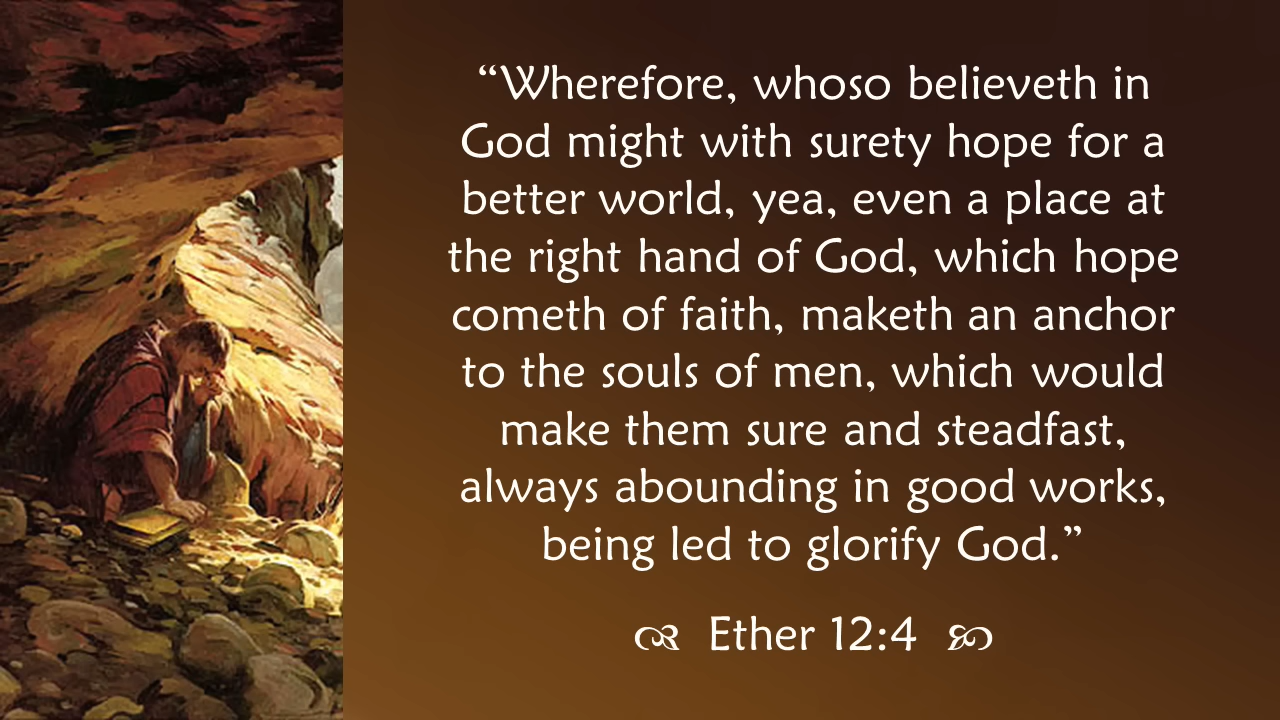 “Wherefore, whoso believeth in
God might with surety hope for a
better world, yea, even a place at
the right hand of God, which hope
cometh of faith, maketh an anchor
to the souls of men, which would
make them sure and steadfast,
always abounding in good works,
being led to glorify God.”
Ether 12:4